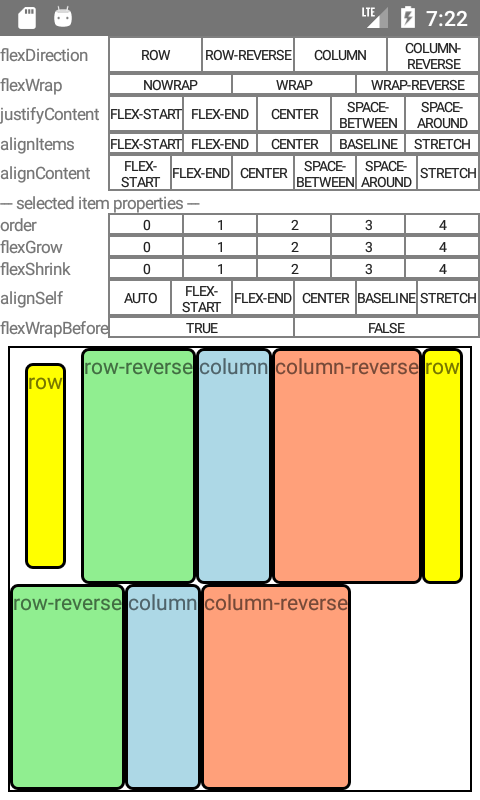 LTE 7:22
flexDirection ROW ROW-REVERSE COLUMN COLUMN-REVERSE
flexWrap NOWRAP WRAP WRAP-REVERSE
justifyContent FLEX-START FLEX-END CENTER SPACE-BETWEEN SPACE-AROUND
alignItems FLEX-START FLEX-END CENTER BASELINE STRETCH
alignContent FLEX-START FLEX-END CENTER SPACE-BETWEEN SPACE-AROUND STRETCH
--- selected item properties ---
order 0 1 2 3 4
flexGrow 0 1 2 3 4
flexShrink 0 1 2 3 4
alignSelf AUTO FLEX-START FLEX-END CENTER BASELINE STRETCH
flexWrapBefore TRUE FALSE
row row-reverse column column-reverse row
row-reverse column column-reverse